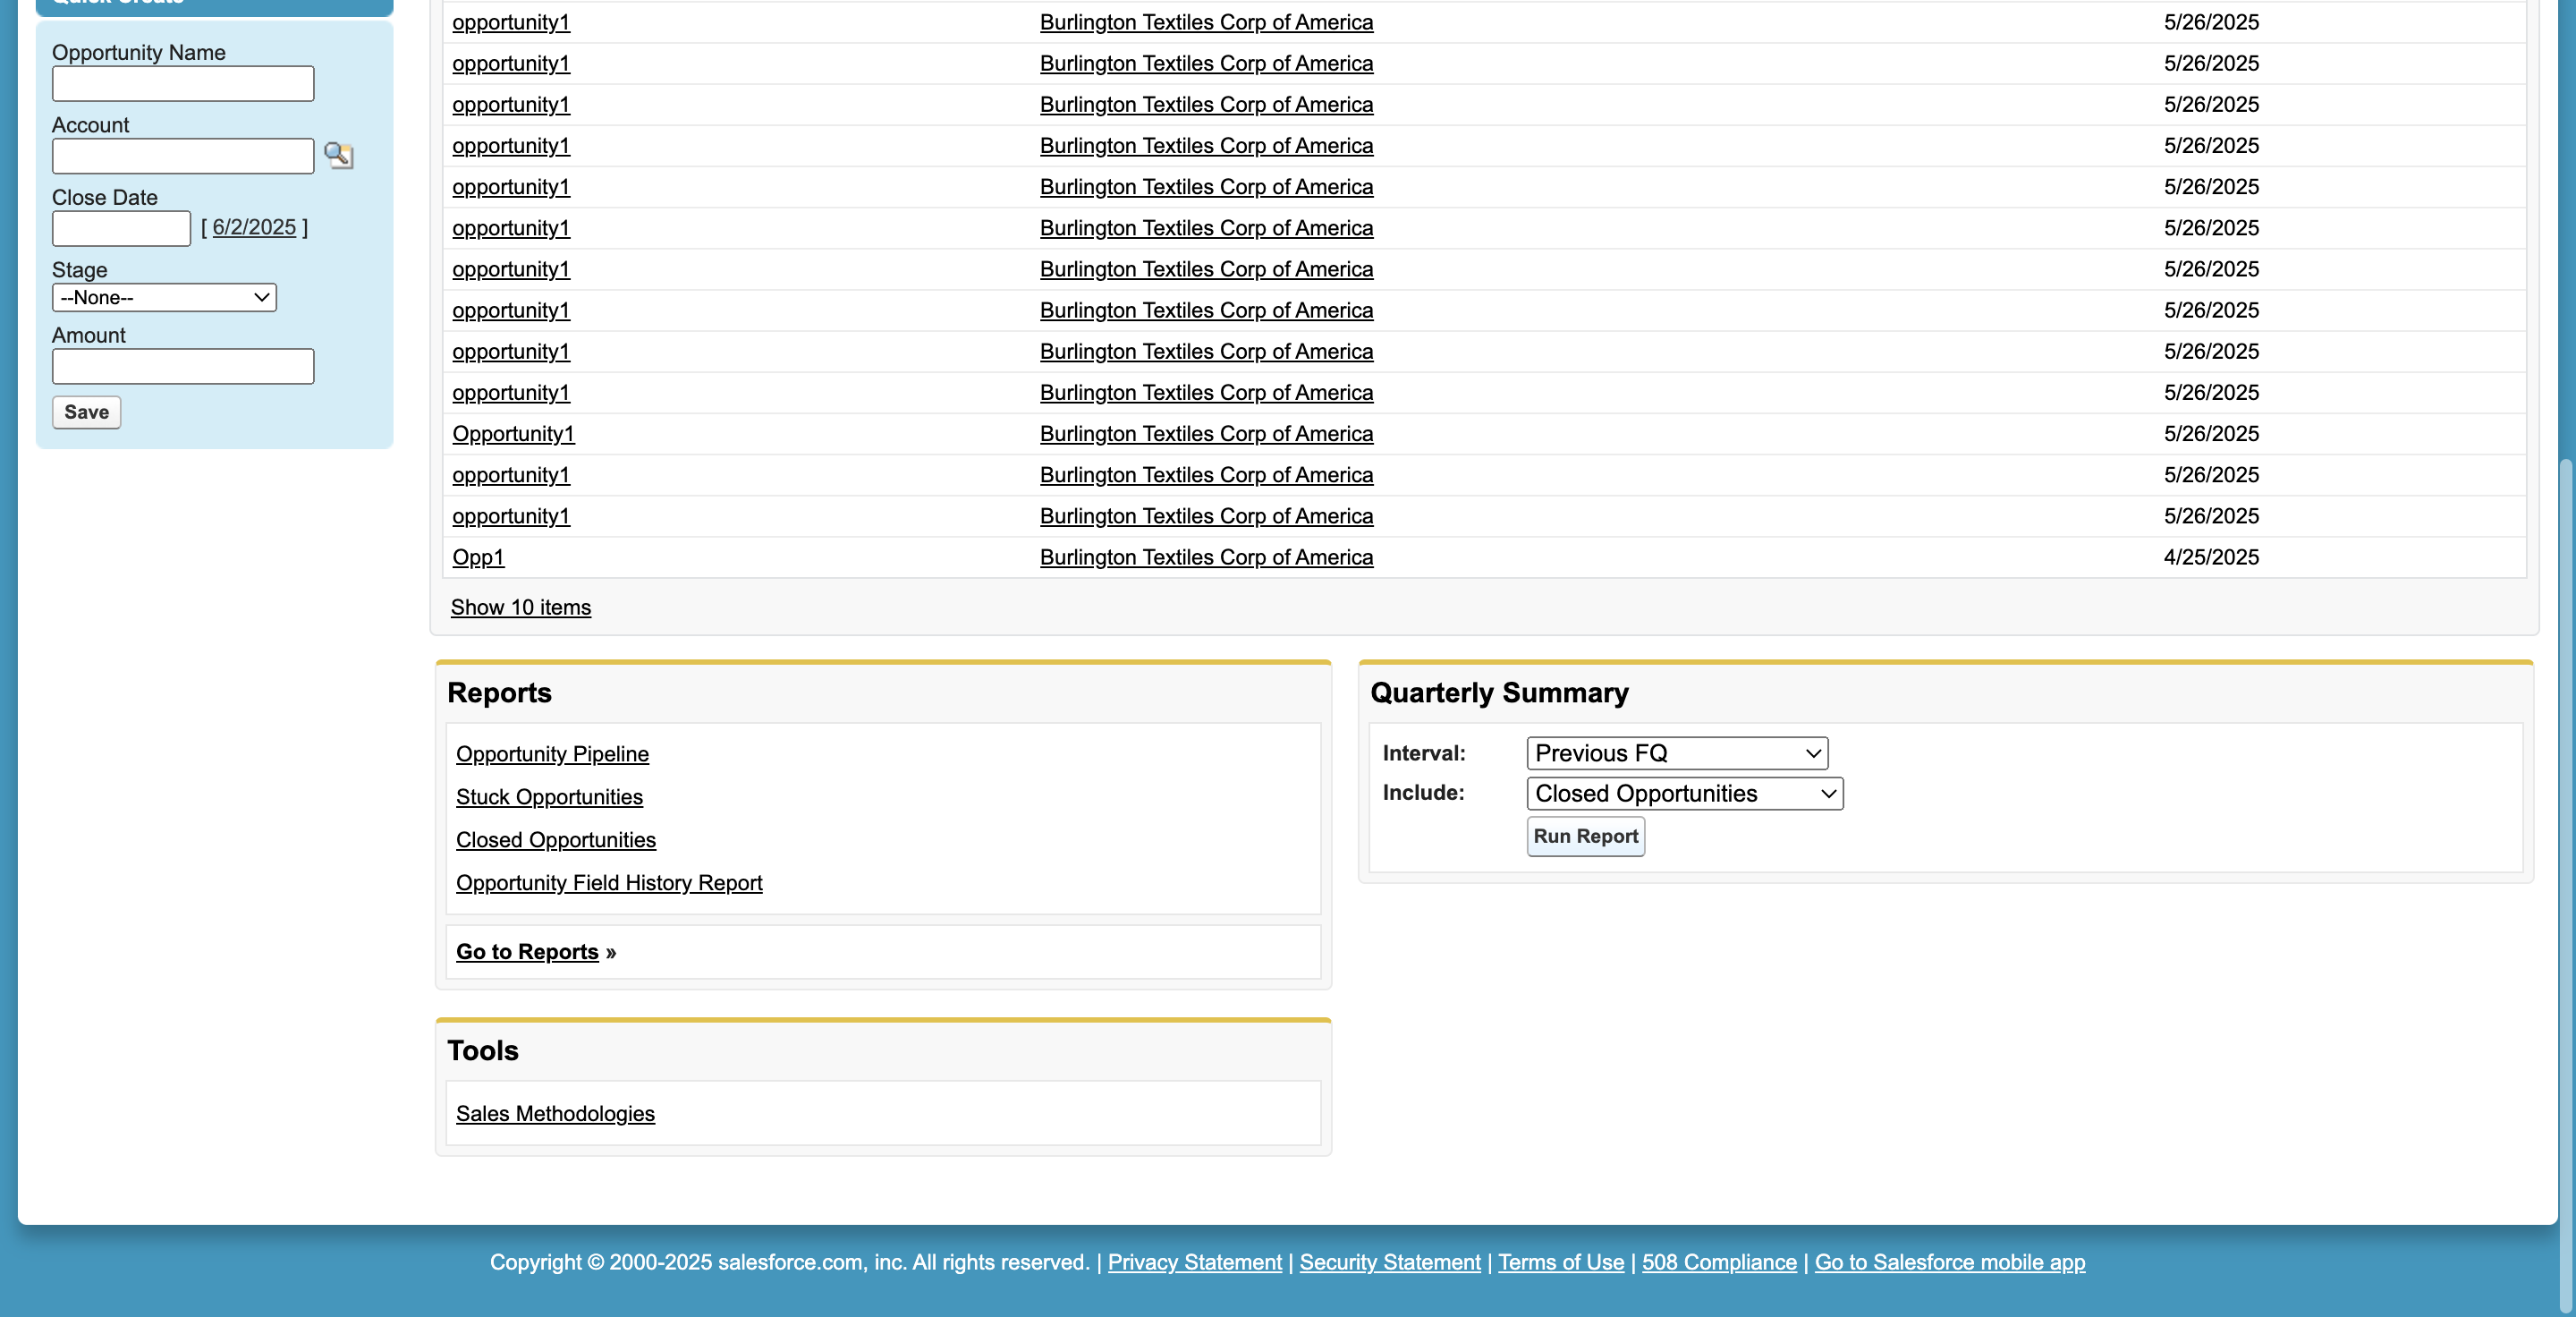 Quick Create
Opportunity Name
Account
Close Date
[ 6/2/2025 ]
Stage
--None--
Amount
Save
opportunity1 Burlington Textiles Corp of America 5/26/2025
opportunity1 Burlington Textiles Corp of America 5/26/2025
opportunity1 Burlington Textiles Corp of America 5/26/2025
opportunity1 Burlington Textiles Corp of America 5/26/2025
opportunity1 Burlington Textiles Corp of America 5/26/2025
opportunity1 Burlington Textiles Corp of America 5/26/2025
opportunity1 Burlington Textiles Corp of America 5/26/2025
opportunity1 Burlington Textiles Corp of America 5/26/2025
opportunity1 Burlington Textiles Corp of America 5/26/2025
opportunity1 Burlington Textiles Corp of America 5/26/2025
Opportunity1 Burlington Textiles Corp of America 5/26/2025
opportunity1 Burlington Textiles Corp of America 5/26/2025
opportunity1 Burlington Textiles Corp of America 5/26/2025
Opp1 Burlington Textiles Corp of America 4/25/2025
Show 10 items
Reports
Opportunity Pipeline
Stuck Opportunities
Closed Opportunities
Opportunity Field History Report
Go to Reports »
Quarterly Summary
Interval: Previous FQ
Include: Closed Opportunities
Run Report
Tools
Sales Methodologies
Copyright © 2000-2025 salesforce.com, inc. All rights reserved. | Privacy Statement | Security Statement | Terms of Use | 508 Compliance | Go to Salesforce mobile app